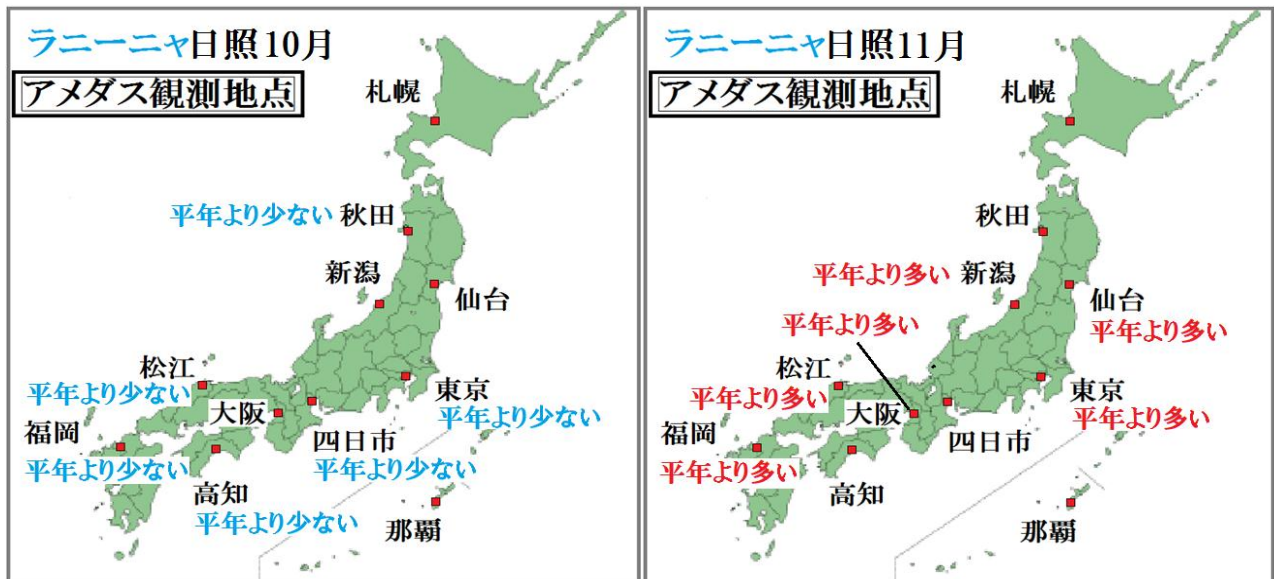 ラニーニャ日照10月
アメダス観測地点
札幌
平年より少ない 秋田
新潟
仙台
松江
平年より少ない
大阪
東京
平年より少ない
福岡
平年より少ない
四日市
平年より少ない
高知
平年より少ない
那覇
ラニーニャ日照11月
アメダス観測地点
札幌
秋田
平年より多い 新潟
仙台
平年より多い
平年より多い
松江
平年より多い
大阪
東京
平年より多い
福岡
平年より多い
四日市
高知
那覇